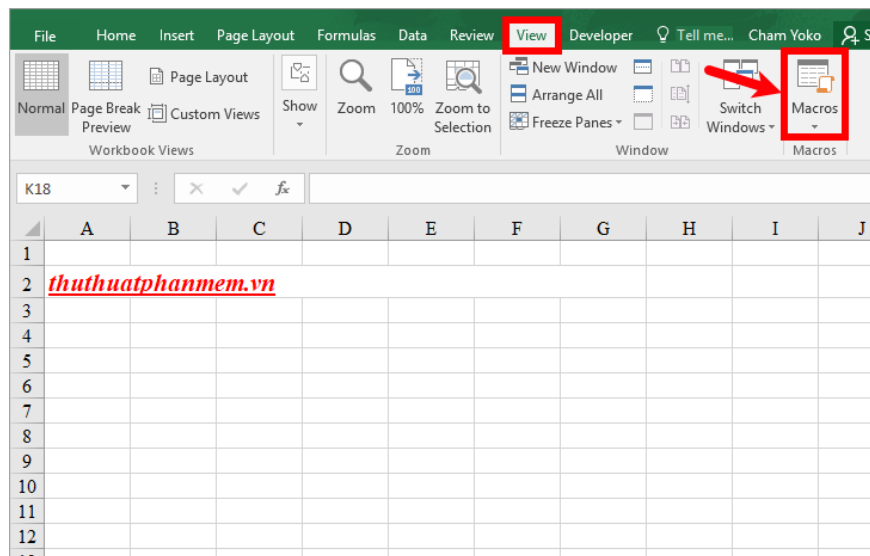 File Home Insert Page Layout Formulas Data Review View Developer Tell me... Cham Yoko S
Normal Page Break Preview Page Layout Custom Views
Workbook Views
Show
Zoom 100% Zoom to Selection
Zoom
New Window
Arrange All
Freeze Panes
Switch Windows
Window
Macros
Macros
K18 fx
A B C D E F G H I J
1
2 thuthuatphanmem.vn
3
4
5
6
7
8
9
10
11
12